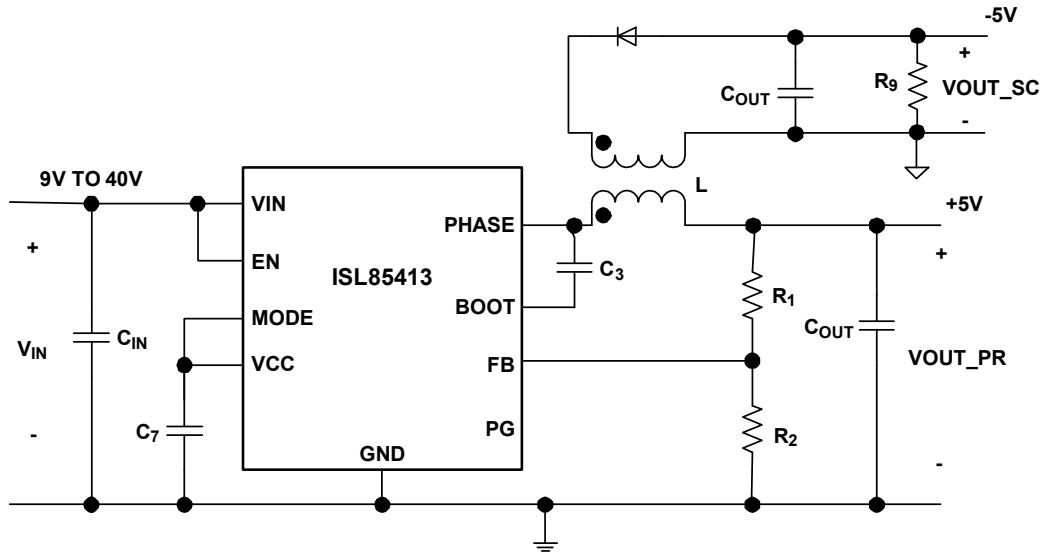 -5V
+
R9
VOUT_SC
COUT
-
L
9V TO 40V
VIN
PHASE
+5V
+
EN
ISL85413
C3
+
R1
BOOT
MODE
COUT
VIN
CIN
VCC
FB
VOUT_PR
C7
PG
R2
-
GND
-